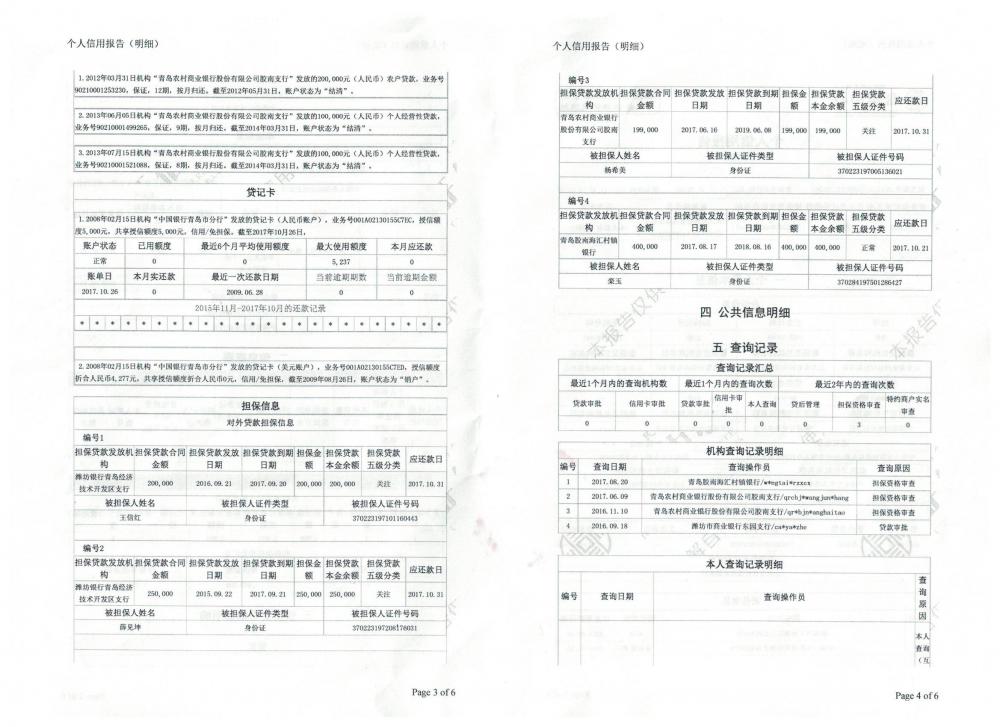 个人信用报告（明细）
1.2012年03月31日机构“青岛农村商业银行股份有限公司胶南支行”发放的200,000元（人民币）农户贷款，业务号
90210001253230，保证，12期，按月归还。截至2012年05月31日，账户状态为“结清”。
2.2013年06月05日机构“青岛农村商业银行股份有限公司胶南支行”发放的100,000元（人民币）个人经营性贷款，
业务号90210001499265，保证，9期，按月归还。截至2014年03月31日，账户状态为“结清”。
3.2013年07月15日机构“青岛农村商业银行股份有限公司胶南支行”发放的100,000元（人民币）个人经营性贷款，
业务号90210001521088，保证，8期，按月归还。截至2014年03月31日，账户状态为“结清”。
贷记卡
1.2008年02月15日机构“中国银行青岛市分行”发放的贷记卡（人民币账户），业务号001A02130155C7EC，授信额
度5,000元，共享授信额度5,000元，信用/免担保。截至2017年10月26日，
账户状态 已用额度 最近6个月平均使用额度 最大使用额度 本月应还款
正常 0 0 5,237 0
账单日 本月实还款 最近一次还款日期 当前逾期期数 当前逾期金额
2017.10.26 0 2009.06.28 0 0
2015年11月-2017年10月的还款记录
* * * * * * * * * * * * * * * * * * * * * * * *
2.2008年02月15日机构“中国银行青岛市分行”发放的贷记卡（美元账户），业务号001A02130155C7ED，授信额度
折合人民币4,277元，共享授信额度折合人民币0元，信用/免担保，截至2009年08月26日，账户状态为“销户”。
担保信息
对外贷款担保信息
编号1
担保贷款发放机构 担保贷款合同金额 担保贷款发放日期 担保贷款到期日期 担保金额 担保贷款本金余额 担保贷款五级分类 应还款日
潍坊银行青岛经济技术开发区支行 200,000 2016.09.21 2017.09.20 200,000 200,000 关注 2017.10.31
被担保人姓名 被担保人证件类型 被担保人证件号码
王信红 身份证 370223197101160443
编号2
担保贷款发放机构 担保贷款合同金额 担保贷款发放日期 担保贷款到期日期 担保金额 担保贷款本金余额 担保贷款五级分类 应还款日
潍坊银行青岛经济技术开发区支行 250,000 2015.09.22 2017.09.21 250,000 250,000 关注 2017.10.31
被担保人姓名 被担保人证件类型 被担保人证件号码
薛见坤 身份证 370223197208176031
Page 3 of 6
个人信用报告（明细）
编号3
担保贷款发放机构 担保贷款合同金额 担保贷款发放日期 担保贷款到期日期 担保金额 担保贷款本金余额 担保贷款五级分类 应还款日
青岛农村商业银行股份有限公司胶南支行 199,000 2017.06.16 2019.06.08 199,000 199,000 关注 2017.10.31
被担保人姓名 被担保人证件类型 被担保人证件号码
杨希美 身份证 370223197005136021
编号4
担保贷款发放机构 担保贷款合同金额 担保贷款发放日期 担保贷款到期日期 担保金额 担保贷款本金余额 担保贷款五级分类 应还款日
青岛胶南海汇村镇银行 400,000 2017.08.17 2018.08.16 400,000 400,000 正常 2017.10.21
被担保人姓名 被担保人证件类型 被担保人证件号码
栾玉 身份证 370284197501286427
四 公共信息明细
五 查询记录
查询记录汇总
最近1个月内的查询机构数 最近1个月内的查询次数 最近2年内的查询次数
贷款审批 信用卡审批 贷款审批 信用卡审批 本人查询 贷后管理 担保资格审查 特约商户实名审查
0 0 0 0 0 0 3 0
机构查询记录明细
编号 查询日期 查询操作员 查询原因
1 2017.08.20 青岛胶南海汇村镇银行/w*ngtai*rzxcx 担保资格审查
2 2017.06.09 青岛农村商业银行股份有限公司胶南支行/qrchj*wangjun*hang 担保资格审查
3 2016.11.10 青岛农村商业银行股份有限公司胶南支行/qr*hjn*anghaitao 担保资格审查
4 2016.09.18 潍坊市商业银行东园支行/ca*ya*zhe 贷款审批
本人查询记录明细
编号 查询日期 查询操作员 查询原因
本人
查询
（互
Page 4 of 6
本报告仅供
本报告仅